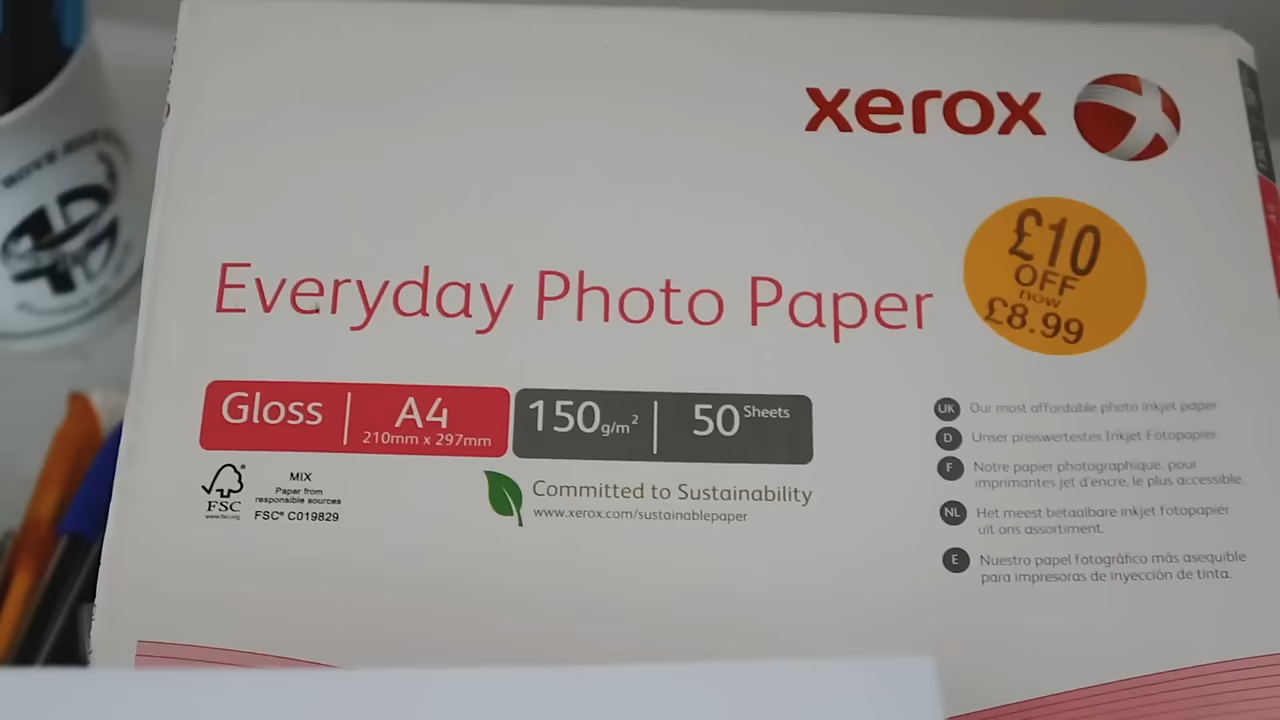 xerox
£10
OFF
now
£8.99
Everyday Photo Paper
Gloss | A4
210mm x 297mm
150g/m² | 50 Sheets
FSC®
www.fsc.org
MIX
Paper from
responsible sources
FSC® C019829
Committed to Sustainability
www.xerox.com/sustainablepaper
UK Our most affordable photo inkjet paper.
D Unser preiswertestes Inkjet Fotopapier.
F Notre papier photographique, pour
imprimantes jet d'encre, le plus accessible.
NL Het meest betaalbare inkjet fotopapier
uit ons assortiment.
E Nuestro papel fotográfico más asequible
para impresoras de inyección de tinta.